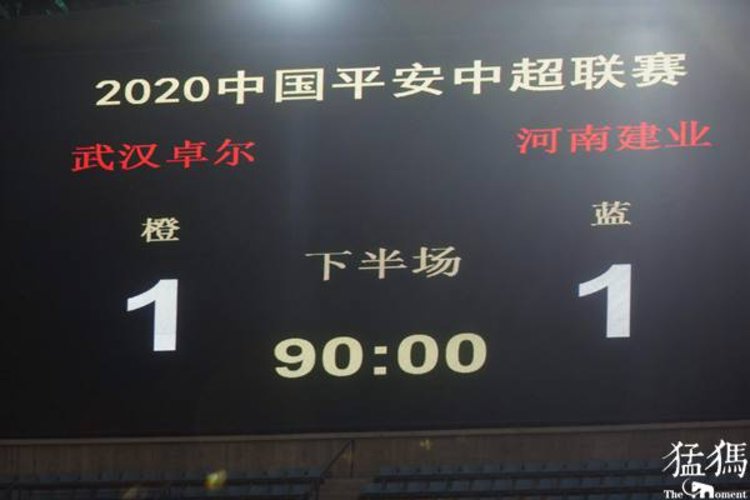 2020中国平安中超联赛
武汉卓尔 河南建业
橙 蓝
下半场
1 1
90:00
猛犸
The Moment